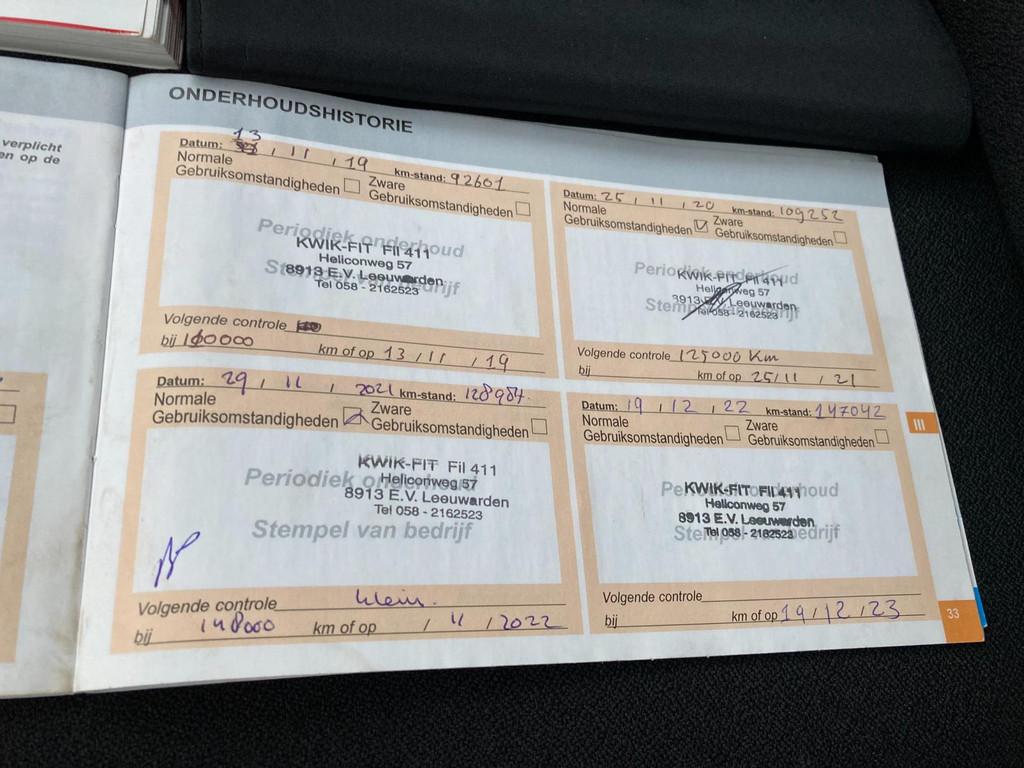 verplicht
en op de
ONDERHOUDSHISTORIE
Datum: 13 / 11 / 19 km-stand: 92601
Normale
Gebruiksomstandigheden
Zware
Gebruiksomstandigheden
Periodiek onderhoud
Stempel van bedrijf
KWIK-FIT Fil 411
Heliconweg 57
8913 E.V. Leeuwarden
Tel 058 - 2162523
Volgende controle
bij 110000 km of op 13 / 11 / 19
Datum: 25 / 11 / 20 km-stand: 109252
Normale
Gebruiksomstandigheden
Zware
Gebruiksomstandigheden
Periodiek onderhoud
Stempel van bedrijf
KWIK-FIT Fil 411
Heliconweg 57
8913 E.V. Leeuwarden
Tel 058 - 2162523
Volgende controle 125000 Km
bij km of op 25 / 11 / 21
Datum: 29 / 11 / 2021 km-stand: 128984
Normale
Gebruiksomstandigheden
Zware
Gebruiksomstandigheden
Periodiek onderhoud
Stempel van bedrijf
KWIK-FIT Fil 411
Heliconweg 57
8913 E.V. Leeuwarden
Tel 058 - 2162523
Volgende controle klein.
bij 148000 km of op / 11 / 2022
Datum: 19 / 12 / 22 km-stand: 147042
Normale
Gebruiksomstandigheden
Zware
Gebruiksomstandigheden
Periodiek onderhoud
Stempel van bedrijf
KWIK-FIT Fil 411
Heliconweg 57
8913 E.V. Leeuwarden
Tel 058 - 2162523
Volgende controle
bij km of op 19 / 12 / 23
III
33